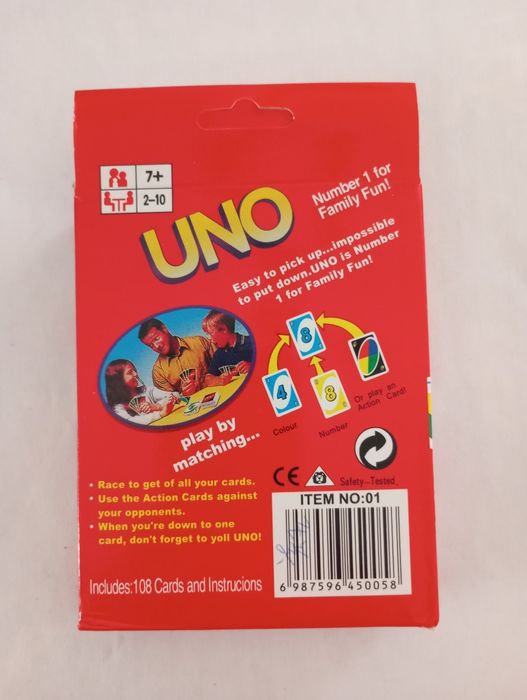 7+
2-10
UNO
Number 1 for
Family Fun!
Easy to pick up...impossible
to put down.UNO is Number
1 for Family Fun!
8
4
8
Colour
Number
Or play an
Action Card!
play by
matching...
• Race to get of all your cards.
• Use the Action Cards against
your opponents.
• When you're down to one
card, don't forget to yoll UNO!
CE
Safety-Tested
ITEM NO:01
6 987596 450058
Includes:108 Cards and Instrucions